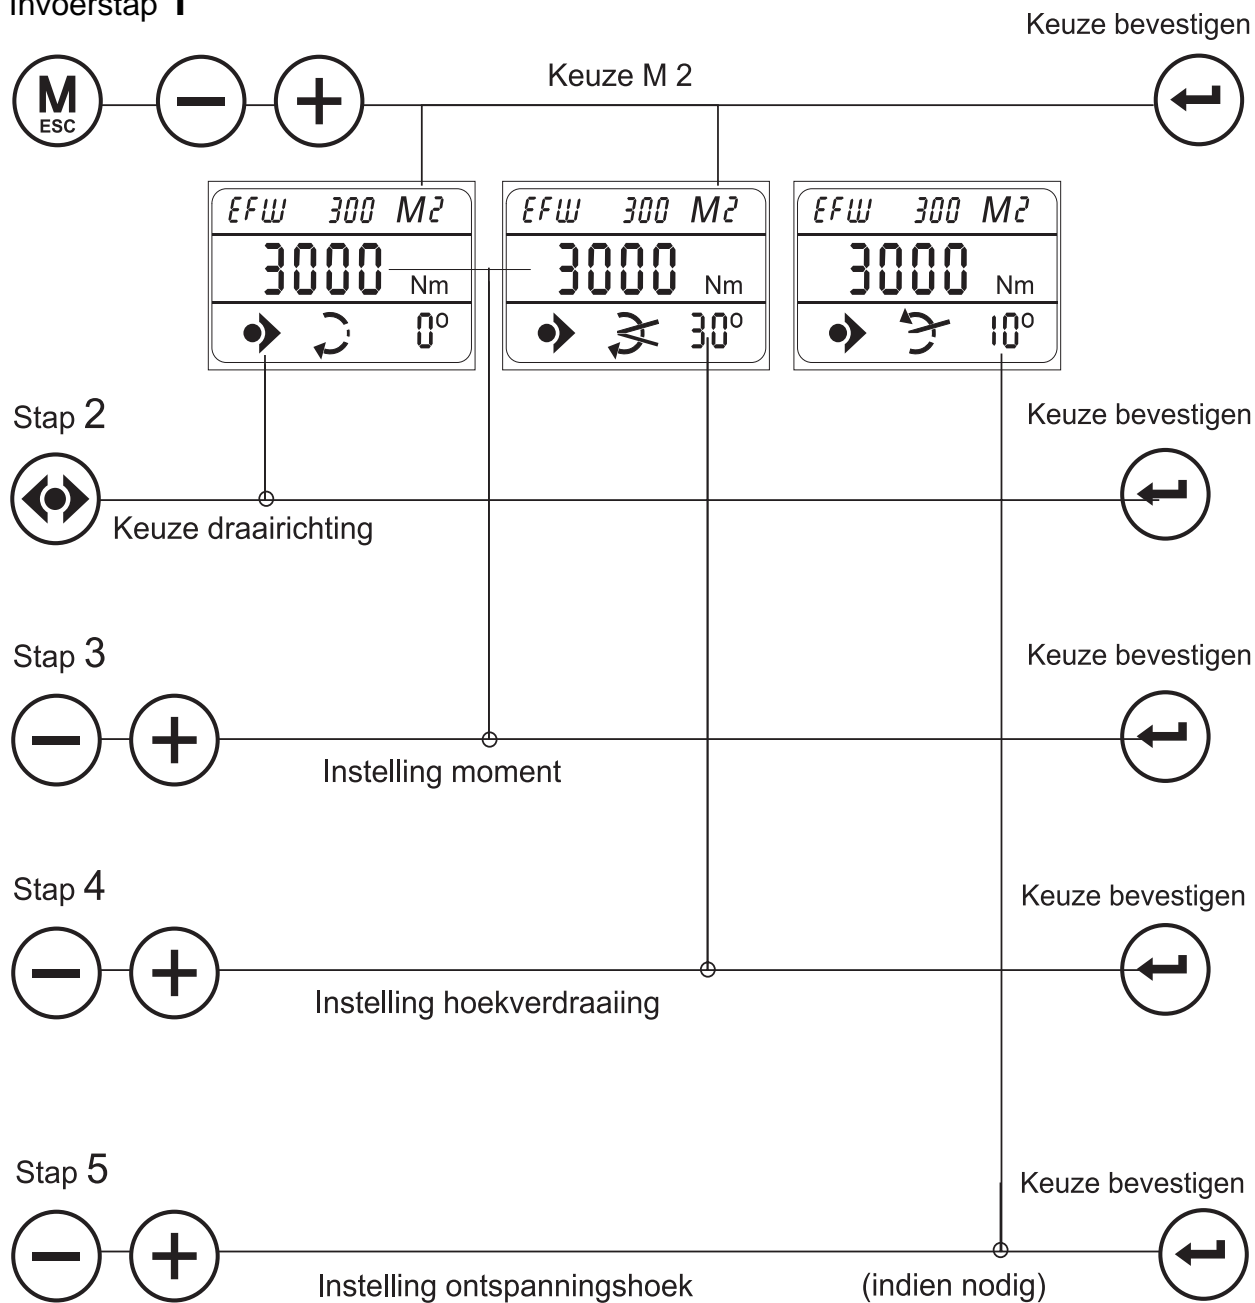 Invoerstap 1
Keuze bevestigen
M
ESC
Keuze M 2
EFW 300 M2
3000 Nm
0°
EFW 300 M2
3000 Nm
30°
EFW 300 M2
3000 Nm
10°
Stap 2
Keuze bevestigen
Keuze draairichting
Stap 3
Keuze bevestigen
Instelling moment
Stap 4
Keuze bevestigen
Instelling hoekverdraaiing
Stap 5
Keuze bevestigen
Instelling ontspanningshoek (indien nodig)